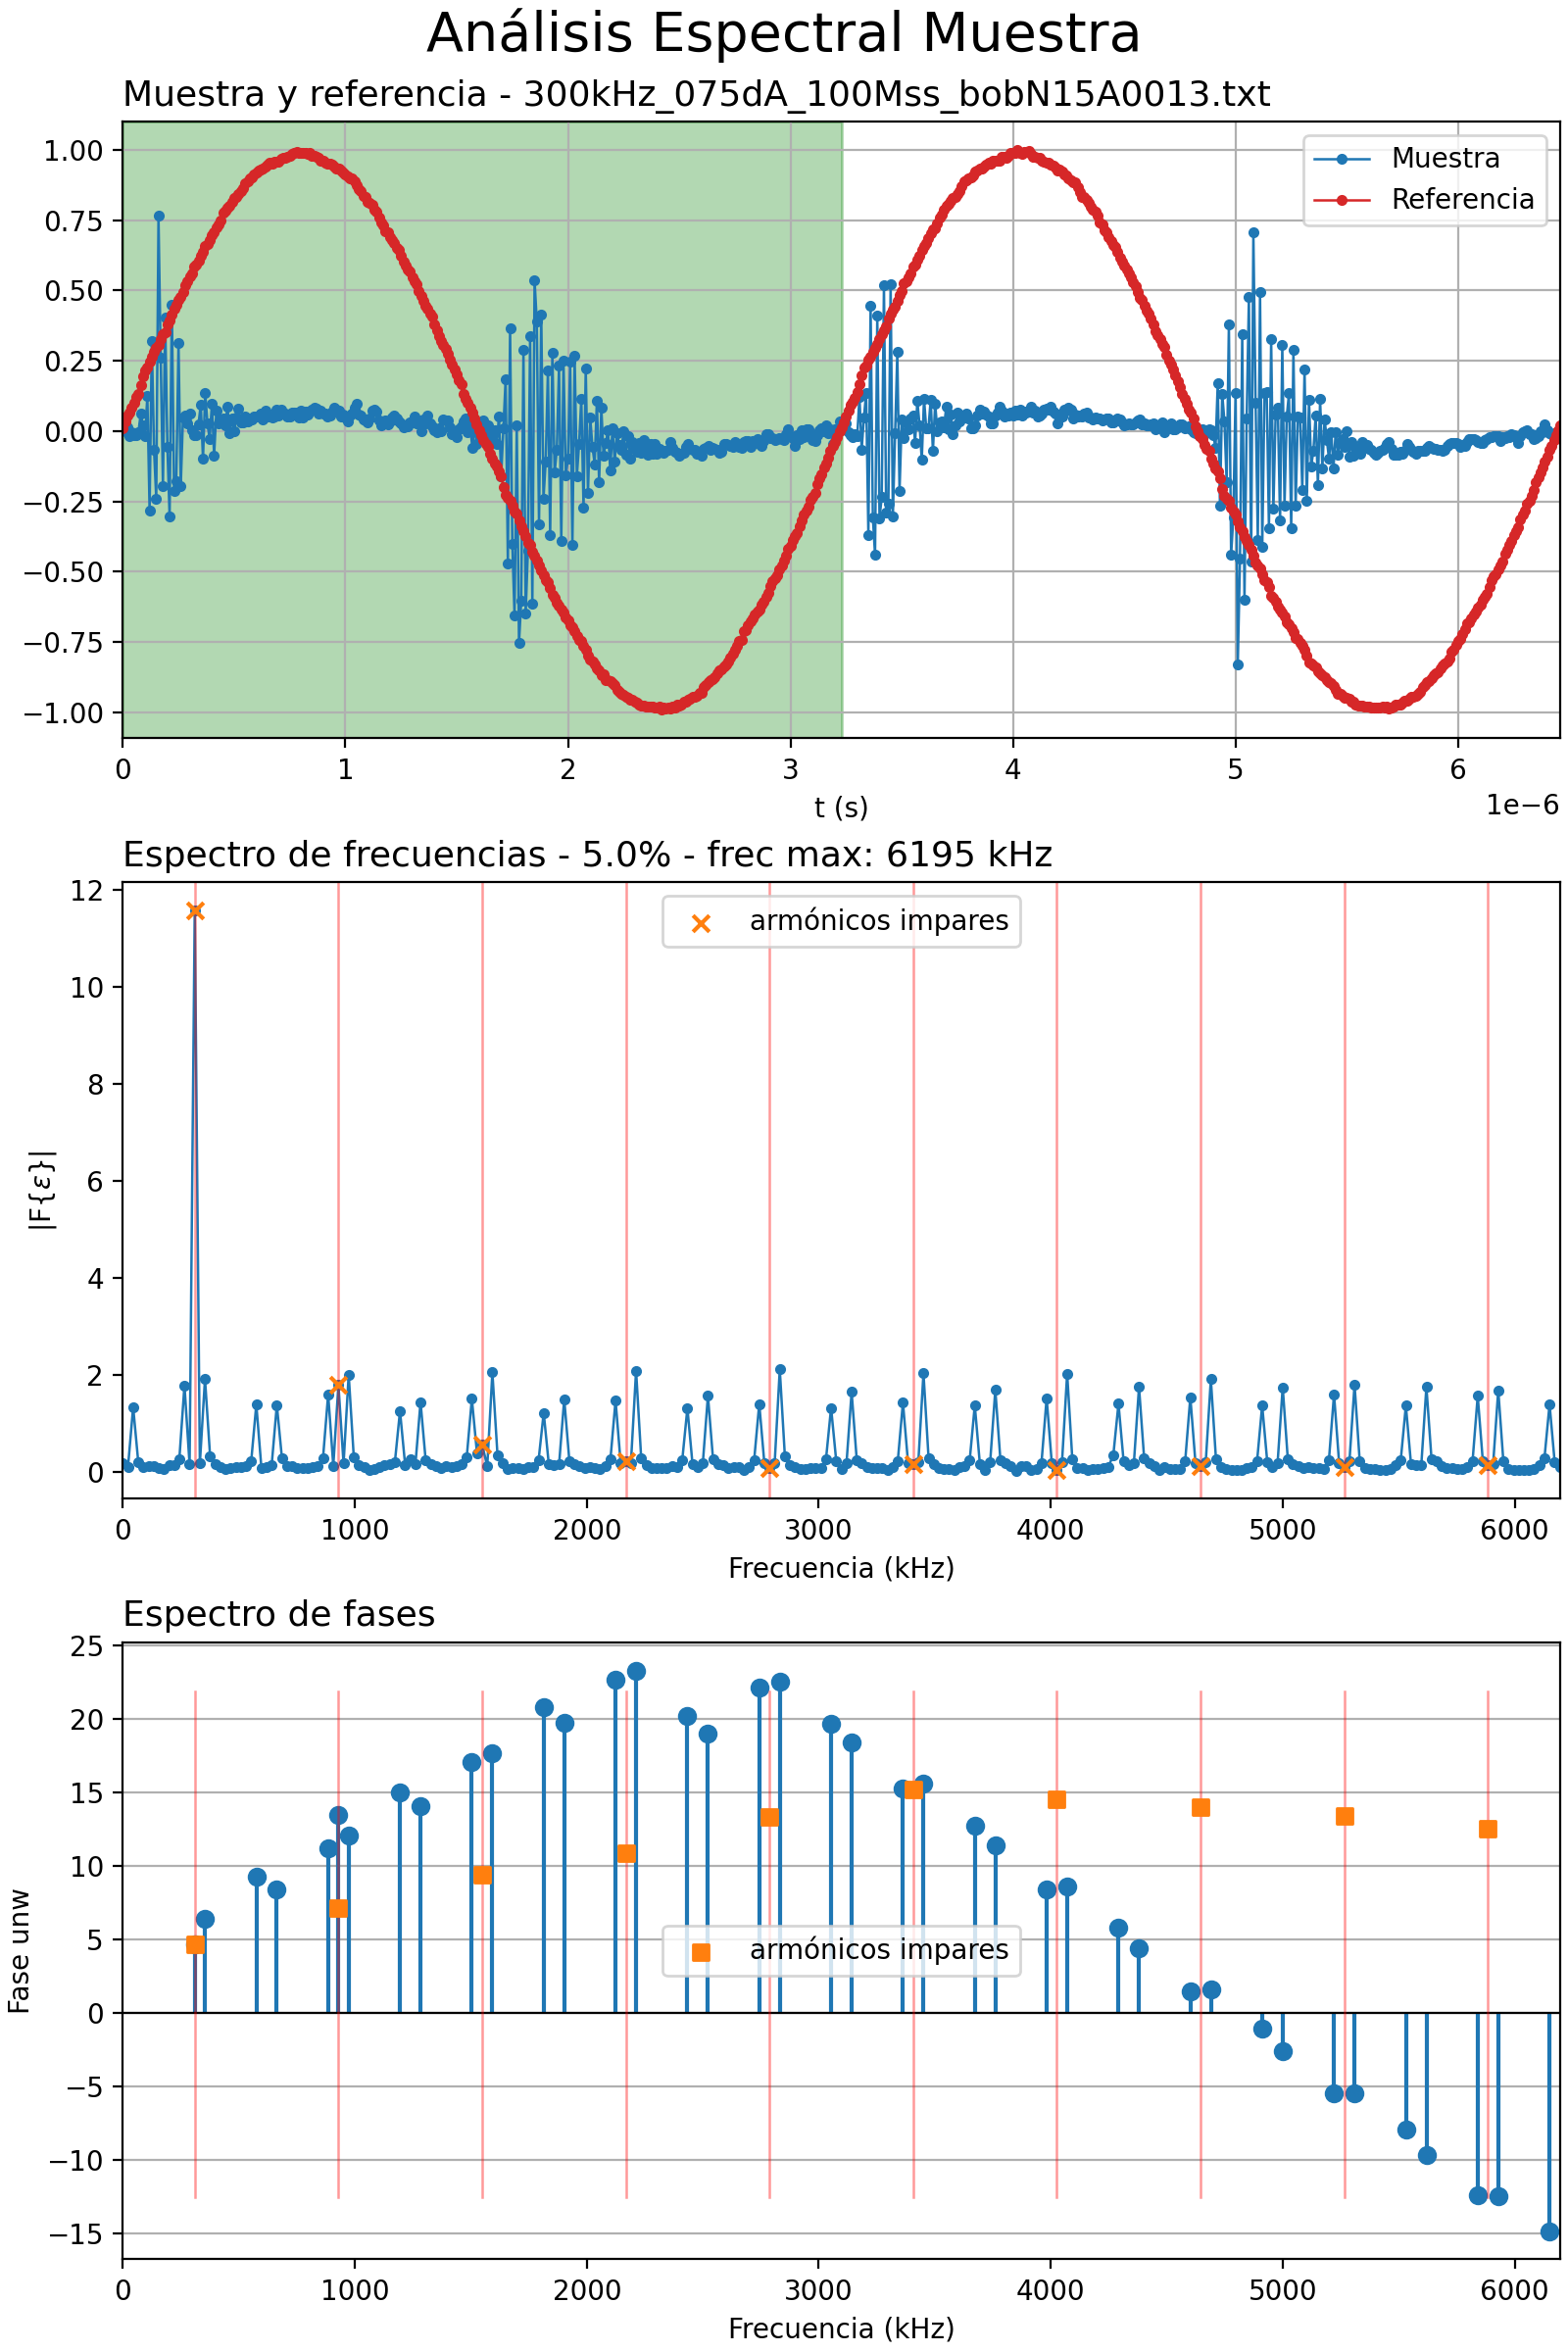 Análisis Espectral Muestra
Muestra y referencia - 300kHz_075dA_100Mss_bobN15A0013.txt
1.00
0.75
0.50
0.25
0.00
−0.25
−0.50
−0.75
−1.00
Muestra
Referencia
0 1 2 3 4 5 6
t (s)
1e−6
Espectro de frecuencias - 5.0% - frec max: 6195 kHz
12
10
8
6
4
2
0
|F{ε}|
armónicos impares
0 1000 2000 3000 4000 5000 6000
Frecuencia (kHz)
Espectro de fases
25
20
15
10
5
0
−5
−10
−15
Fase unw
armónicos impares
0 1000 2000 3000 4000 5000 6000
Frecuencia (kHz)